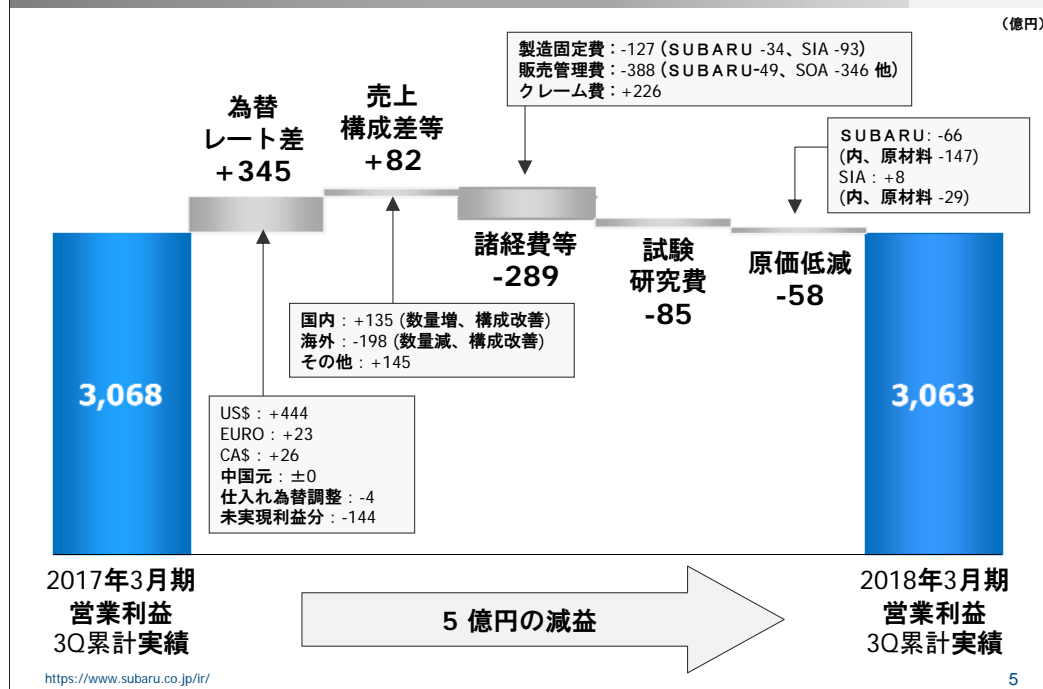 （億円）
製造固定費：-127（ＳＵＢＡＲＵ -34、SIA -93）
販売管理費：-388（ＳＵＢＡＲＵ-49、SOA -346 他）
クレーム費：+226
為替
レート差
+345
売上
構成差等
+82
ＳＵＢＡＲＵ: -66
(内、原材料 -147)
SIA : +8
(内、原材料 -29)
諸経費等
-289
試験
研究費
-85
原価低減
-58
国内 : +135 (数量増、構成改善)
海外 : -198 (数量減、構成改善)
その他 : +145
3,068
3,063
US$ : +444
EURO : +23
CA$ : +26
中国元 : ±0
仕入れ為替調整 : -4
未実現利益分 : -144
2017年3月期
営業利益
3Q累計実績
5 億円の減益
2018年3月期
営業利益
3Q累計実績
https://www.subaru.co.jp/ir/
5